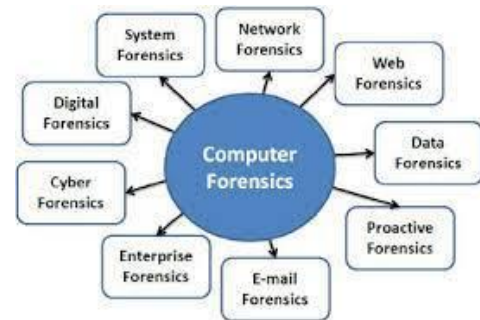 System
Forensics
Network
Forensics
Web
Forensics
Digital
Forensics
Computer
Forensics
Data
Forensics
Cyber
Forensics
Proactive
Forensics
Enterprise
Forensics
E-mail
Forensics